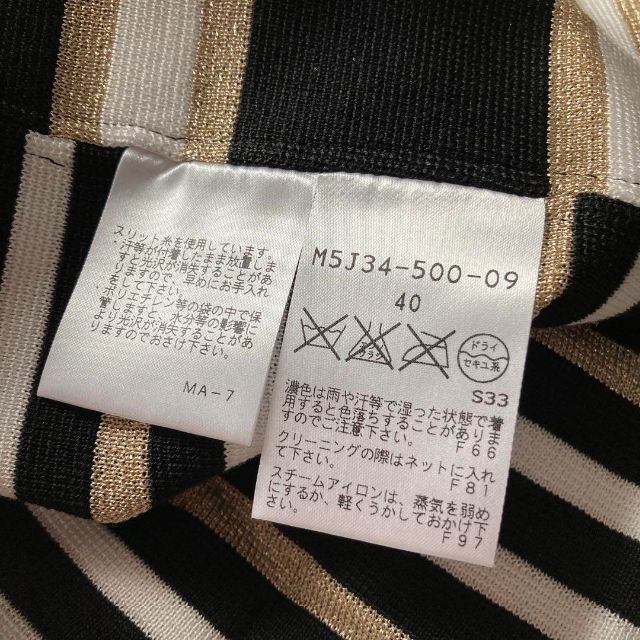 スリット糸を使用しています。
・汗等が付着したまま放置しま
すと光沢が消失することがあ
りますので、早めにお手入れ
をして下さい。
・ポリエチレン等の袋の中で保
管しますと、水分等の影響に
より光沢が消失することがあ
りますのでお避け下さい。
MA-7
M5J34-500-09
40
エンソ
サラシ
ドライ
セキユ系
S33
濃色は雨や汗等で湿った状態で着
用すると色落ちすることがありま
すのでご注意下さい。 F66
クリーニングの際はネットに入れ
て下さい。 F81
スチームアイロンは、蒸気を弱め
にするか、軽くうかしておかけ下
さい。 F97